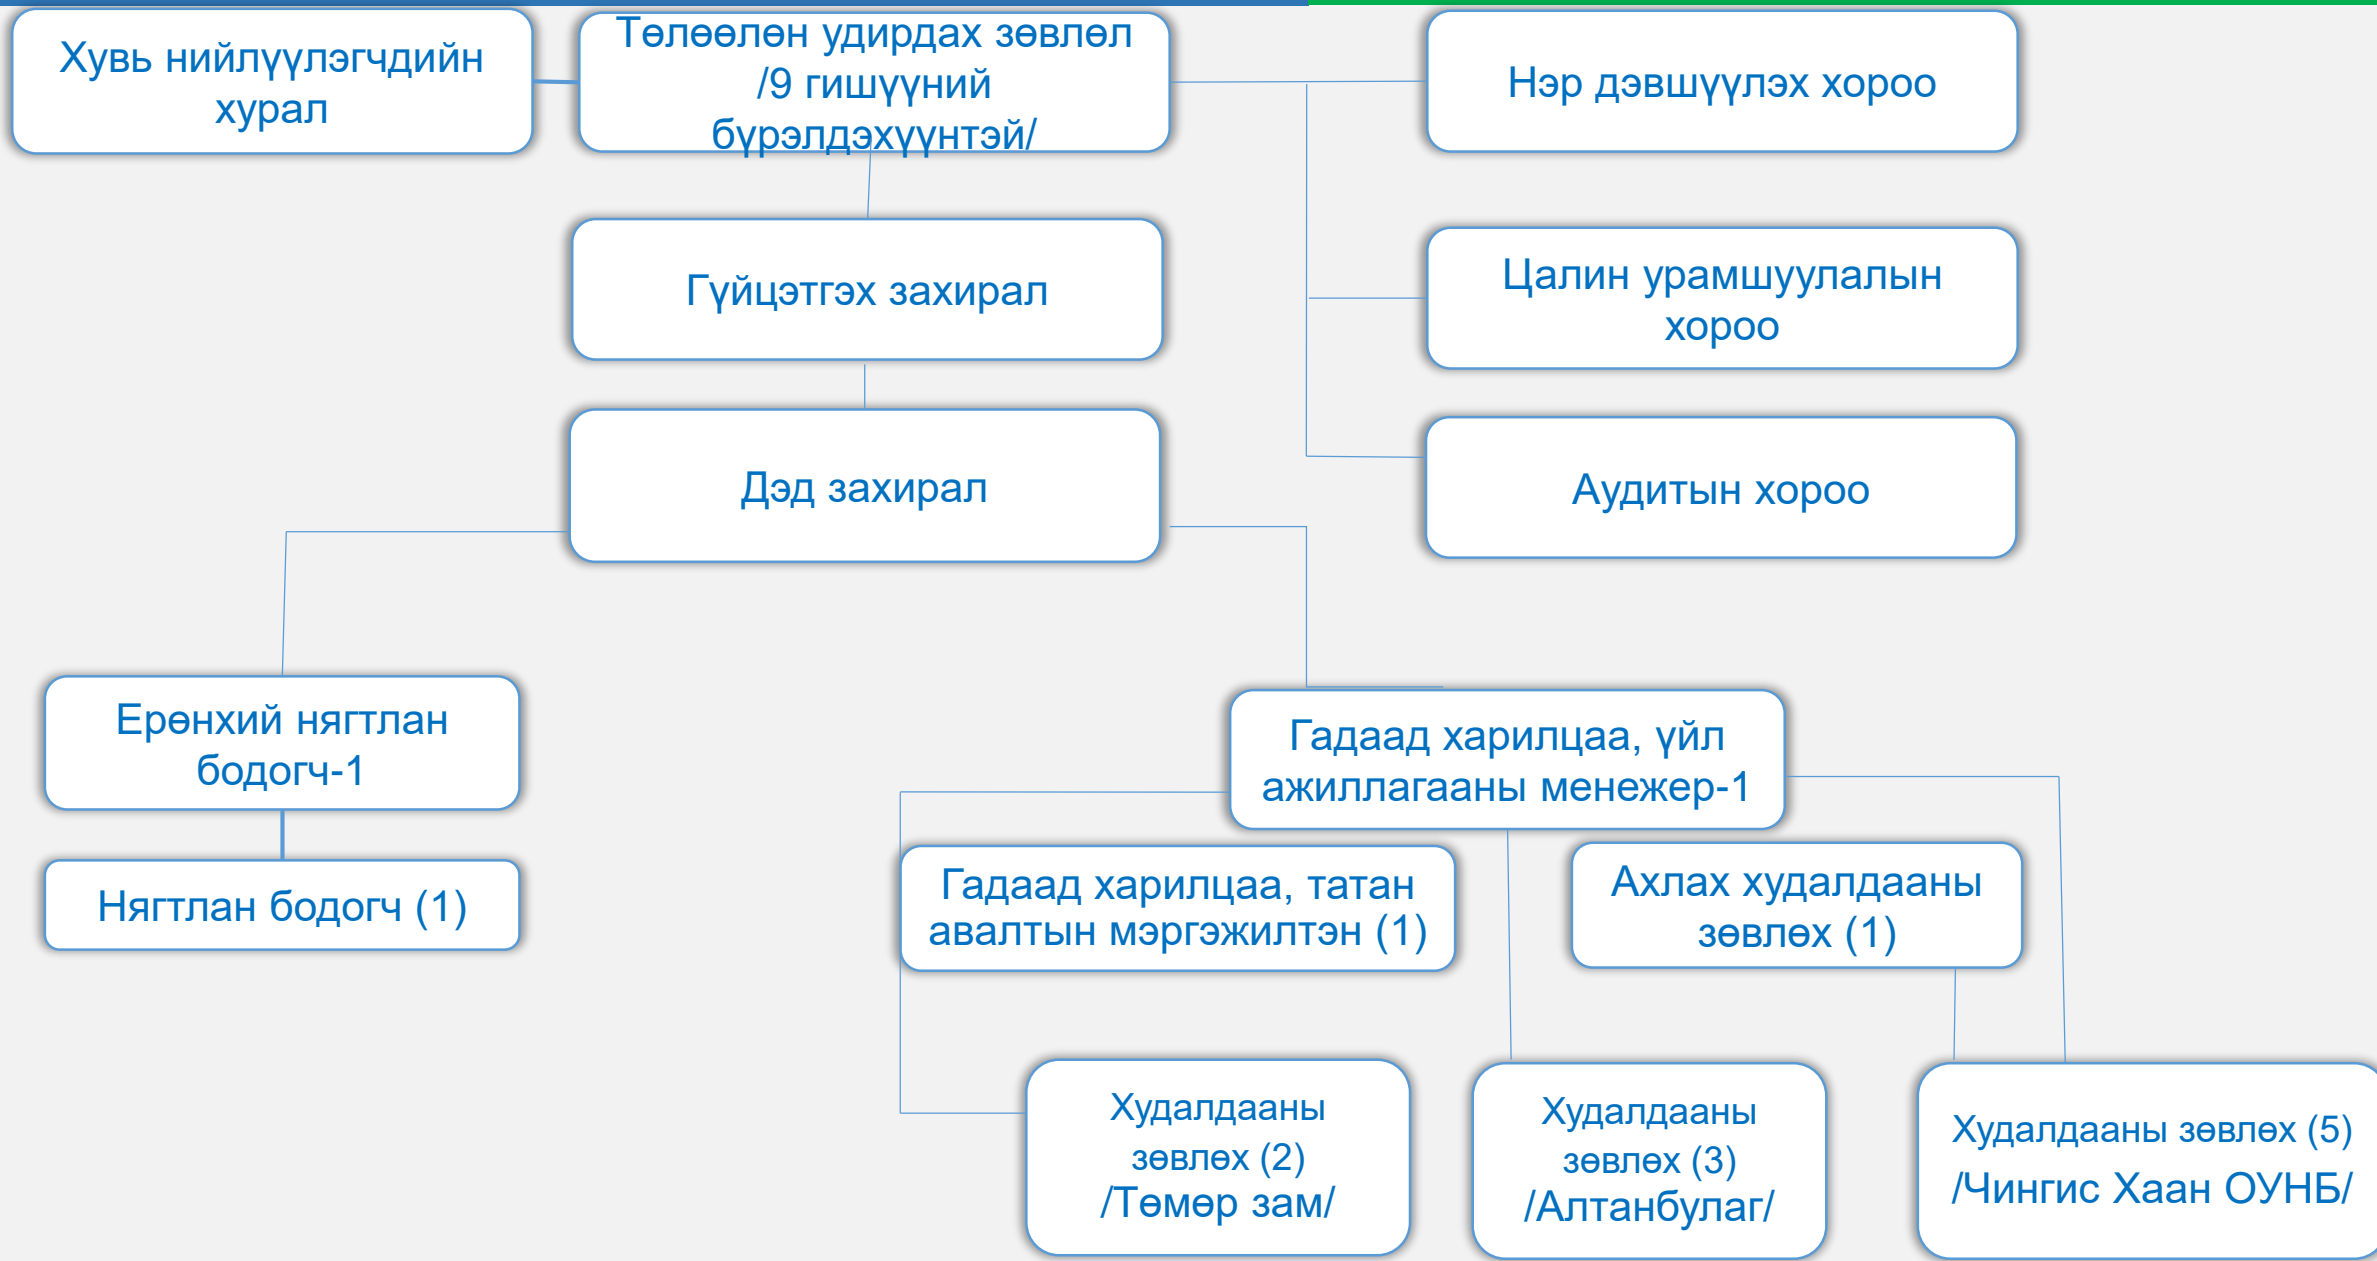 Хувь нийлүүлэгчдийн
хурал
Төлөөлөн удирдах зөвлөл
/9 гишүүний
бүрэлдэхүүнтэй/
Нэр дэвшүүлэх хороо
Гүйцэтгэх захирал
Цалин урамшуулалын
хороо
Дэд захирал
Аудитын хороо
Ерөнхий нягтлан
бодогч-1
Гадаад харилцаа, үйл
ажиллагааны менежер-1
Нягтлан бодогч (1)
Гадаад харилцаа, татан
авалтын мэргэжилтэн (1)
Ахлах худалдааны
зөвлөх (1)
Худалдааны
зөвлөх (2)
/Төмөр зам/
Худалдааны
зөвлөх (3)
/Алтанбулаг/
Худалдааны зөвлөх (5)
/Чингис Хаан ОУНБ/